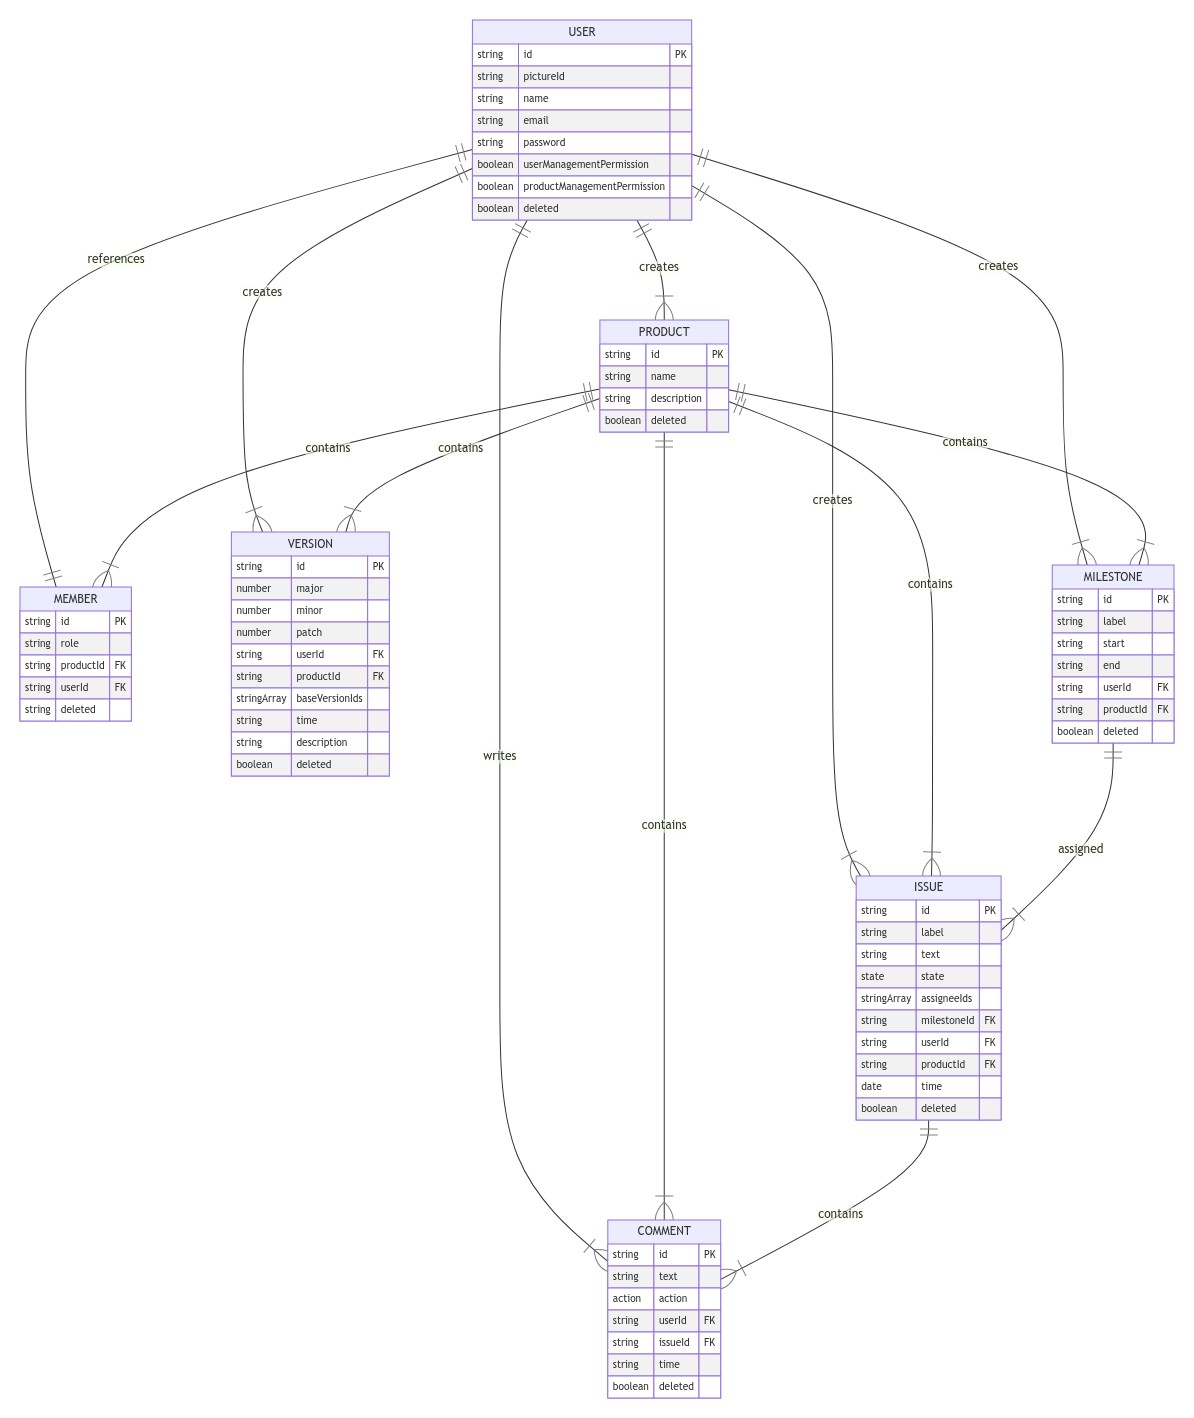 USER
string id PK
string pictureId
string name
string email
string password
boolean userManagementPermission
boolean productManagementPermission
boolean deleted
references
creates
creates
creates
PRODUCT
string id PK
string name
string description
boolean deleted
contains
contains
contains
creates
contains
VERSION
string id PK
number major
number minor
number patch
string userId FK
string productId FK
stringArray baseVersionIds
string time
string description
boolean deleted
MEMBER
string id PK
string role
string productId FK
string userId FK
string deleted
MILESTONE
string id PK
string label
string start
string end
string userId FK
string productId FK
boolean deleted
writes
contains
assigned
ISSUE
string id PK
string label
string text
state state
stringArray assigneeIds
string milestoneId FK
string userId FK
string productId FK
date time
boolean deleted
contains
COMMENT
string id PK
string text
action action
string userId FK
string issueId FK
string time
boolean deleted